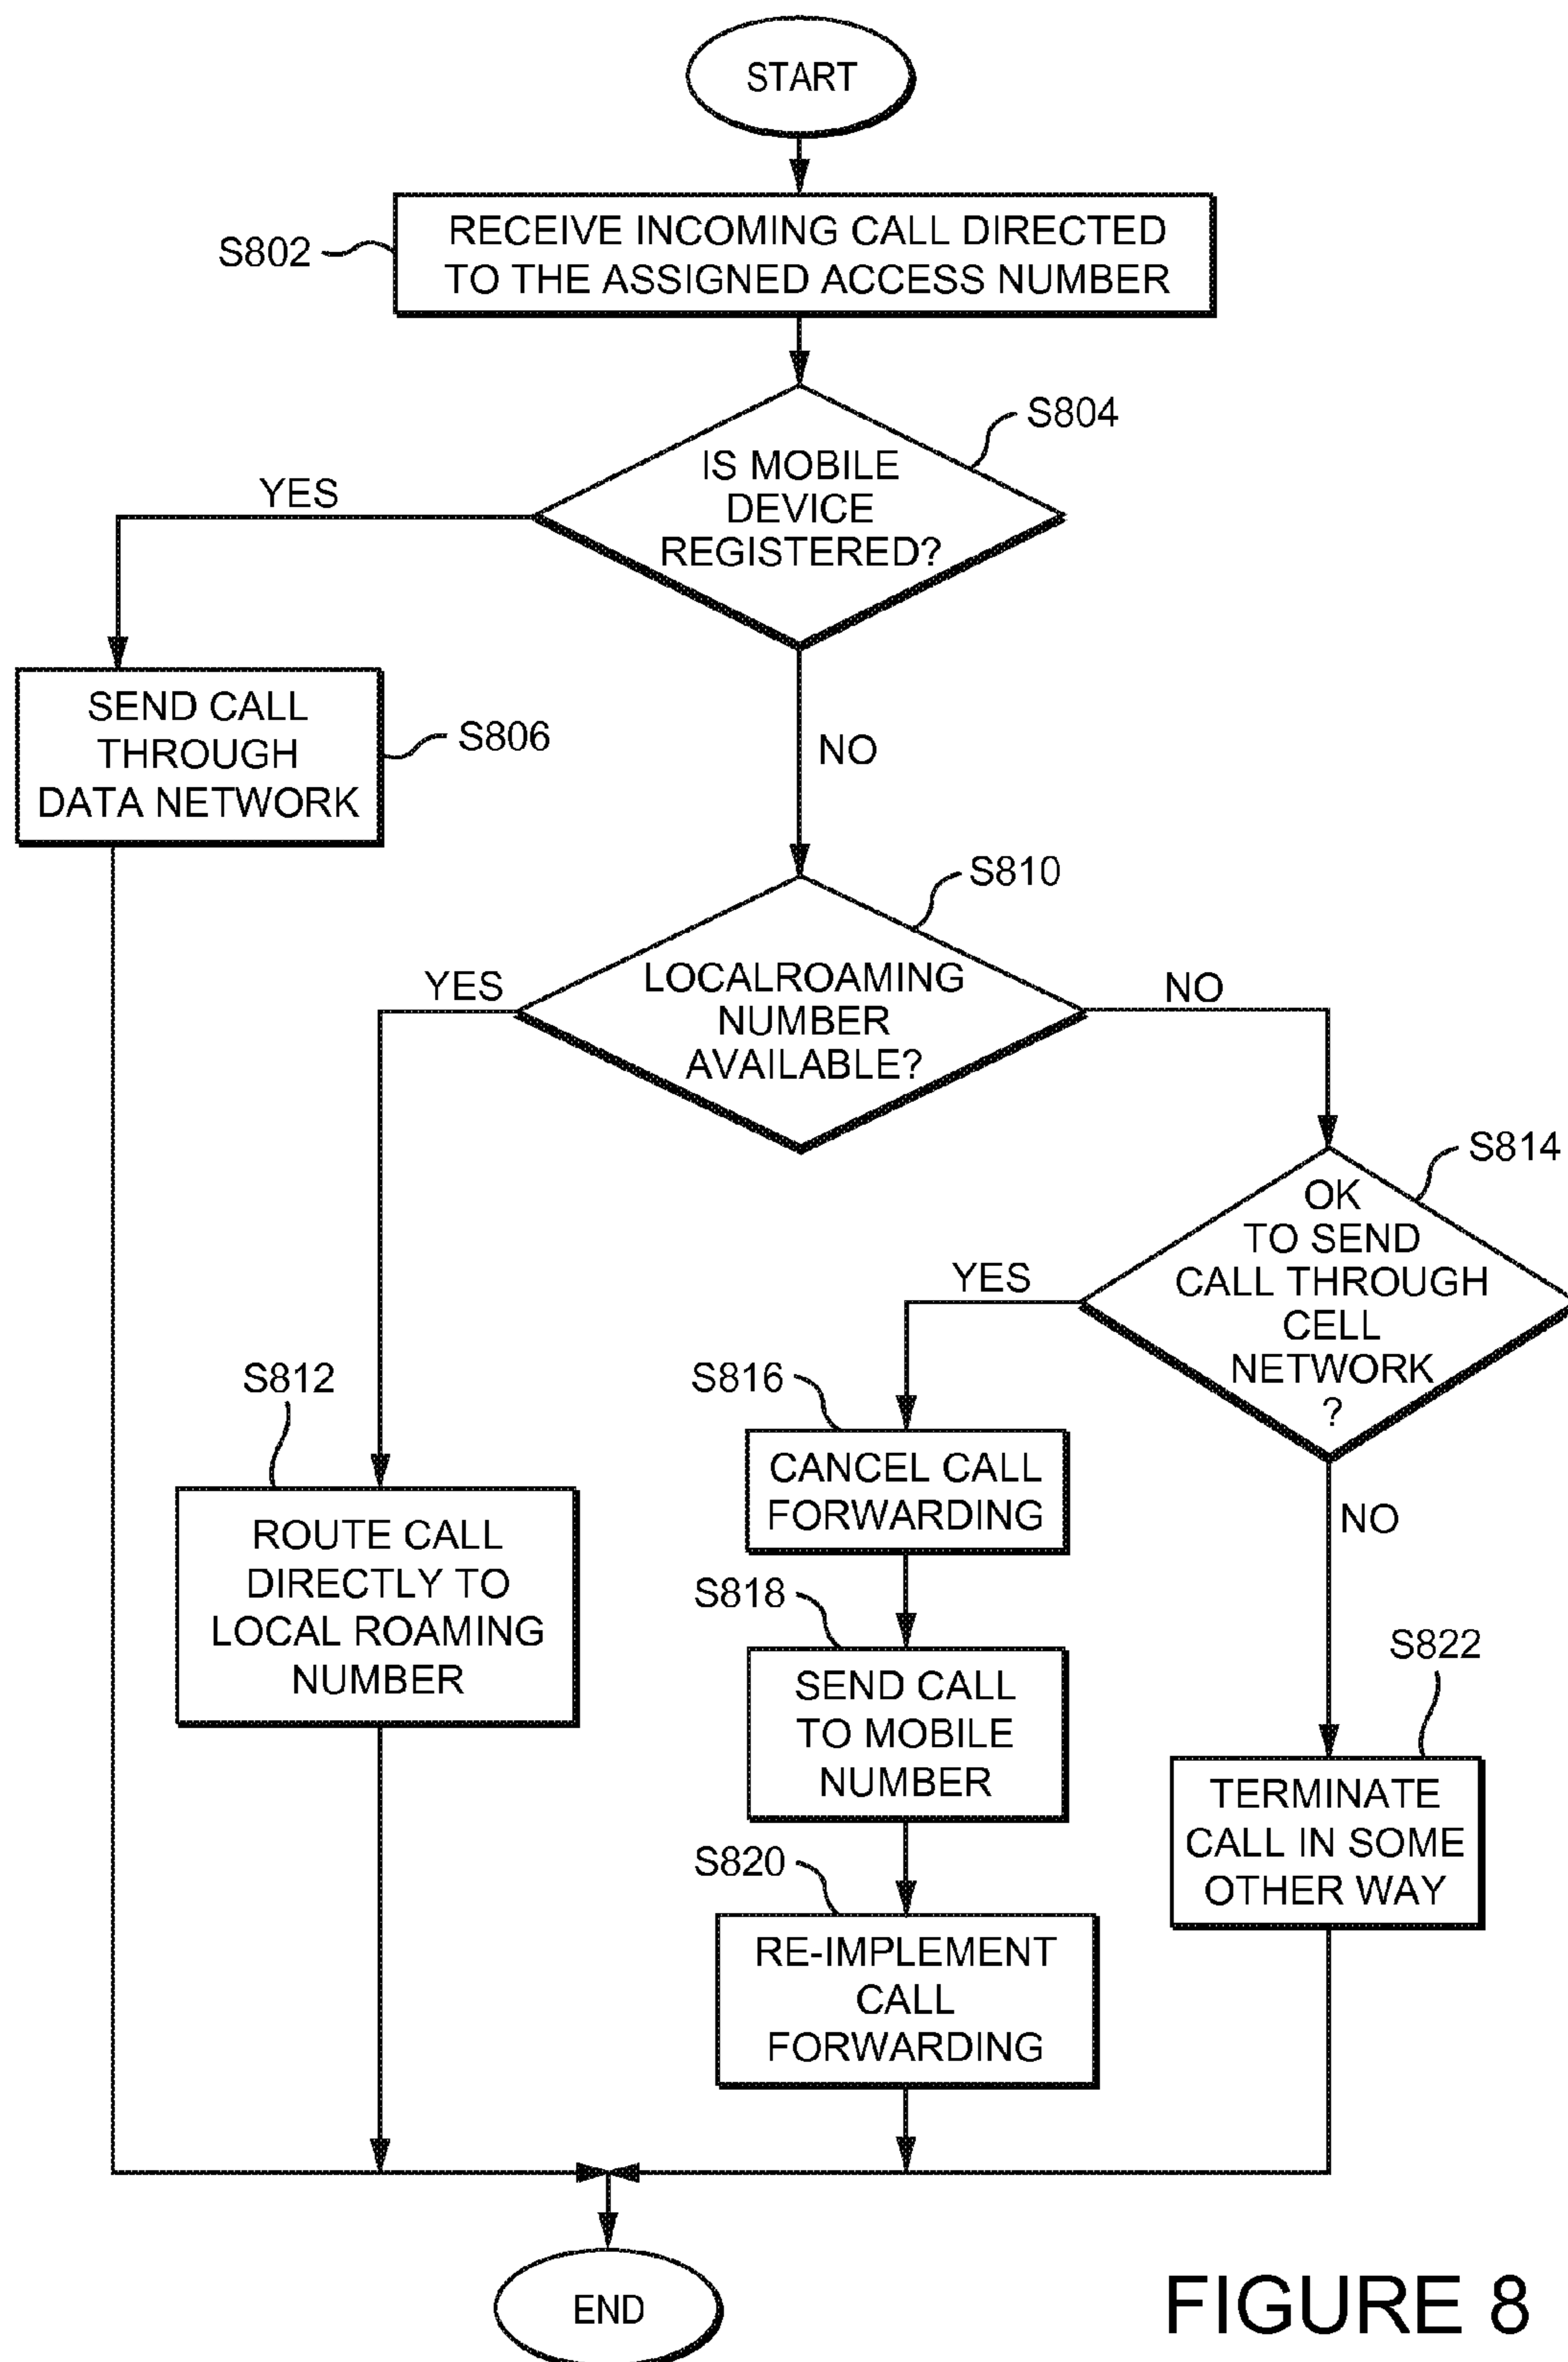 START
S802
RECEIVE INCOMING CALL DIRECTED
TO THE ASSIGNED ACCESS NUMBER
S804
IS MOBILE
DEVICE
REGISTERED?
YES
SEND CALL
THROUGH
DATA NETWORK
S806
NO
S810
LOCALROAMING
NUMBER
AVAILABLE?
YES
NO
S814
OK
TO SEND
CALL THROUGH
CELL
NETWORK
?
YES
NO
S812
ROUTE CALL
DIRECTLY TO
LOCAL ROAMING
NUMBER
S816
CANCEL CALL
FORWARDING
S818
SEND CALL
TO MOBILE
NUMBER
S820
RE-IMPLEMENT
CALL
FORWARDING
S822
TERMINATE
CALL IN SOME
OTHER WAY
END
FIGURE 8